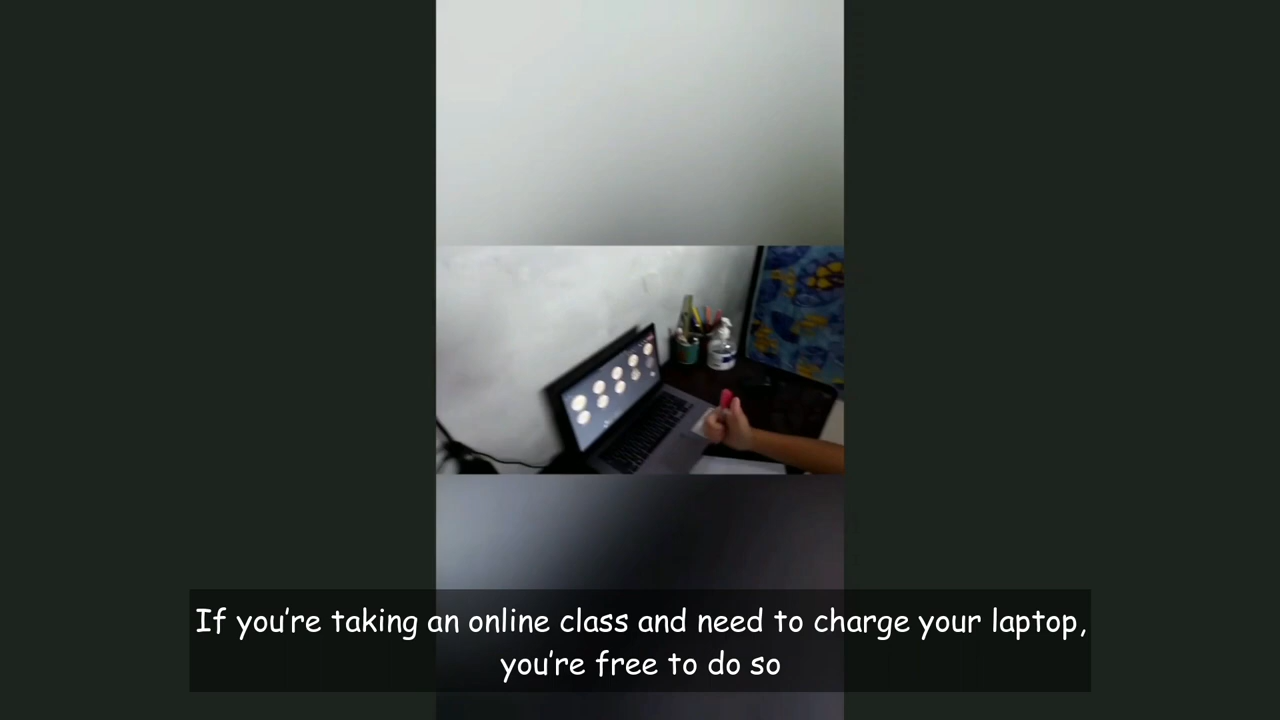 If you’re taking an online class and need to charge your laptop,
you’re free to do so